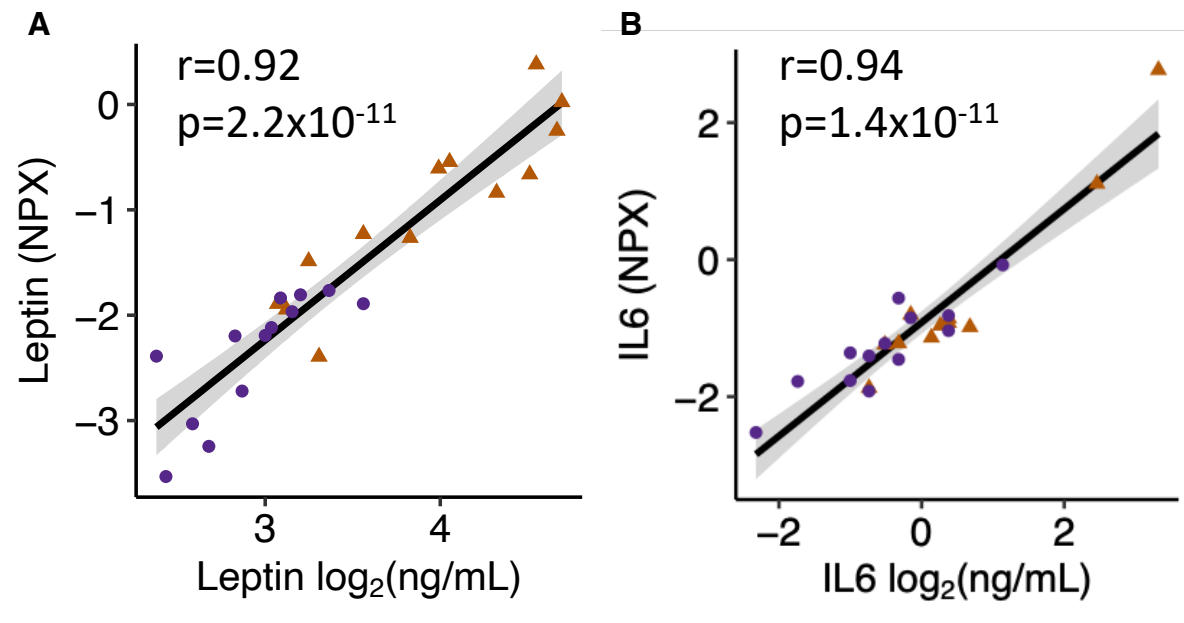 A
r=0.92
p=2.2x10⁻¹¹
0
−1
−2
−3
Leptin (NPX)
3
4
Leptin log₂(ng/mL)
B
r=0.94
p=1.4x10⁻¹¹
2
0
−2
IL6 (NPX)
−2
0
2
IL6 log₂(ng/mL)